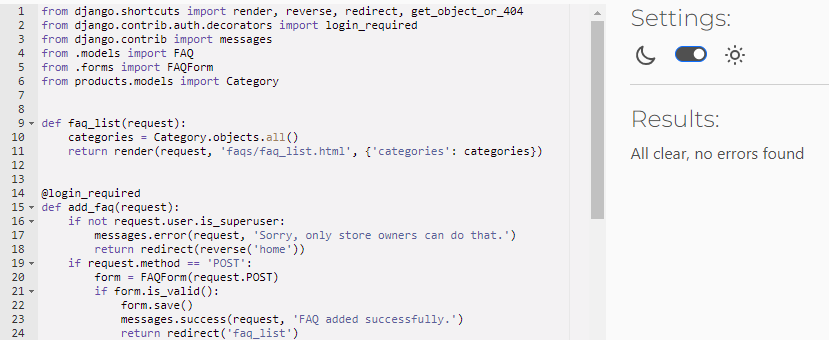 1 from django.shortcuts import render, reverse, redirect, get_object_or_404
2 from django.contrib.auth.decorators import login_required
3 from django.contrib import messages
4 from .models import FAQ
5 from .forms import FAQForm
6 from products.models import Category
7
8
9 def faq_list(request):
10     categories = Category.objects.all()
11     return render(request, 'faqs/faq_list.html', {'categories': categories})
12
13
14 @login_required
15 def add_faq(request):
16     if not request.user.is_superuser:
17         messages.error(request, 'Sorry, only store owners can do that.')
18         return redirect(reverse('home'))
19     if request.method == 'POST':
20         form = FAQForm(request.POST)
21         if form.is_valid():
22             form.save()
23             messages.success(request, 'FAQ added successfully.')
24             return redirect('faq_list')
Settings:
Results:
All clear, no errors found